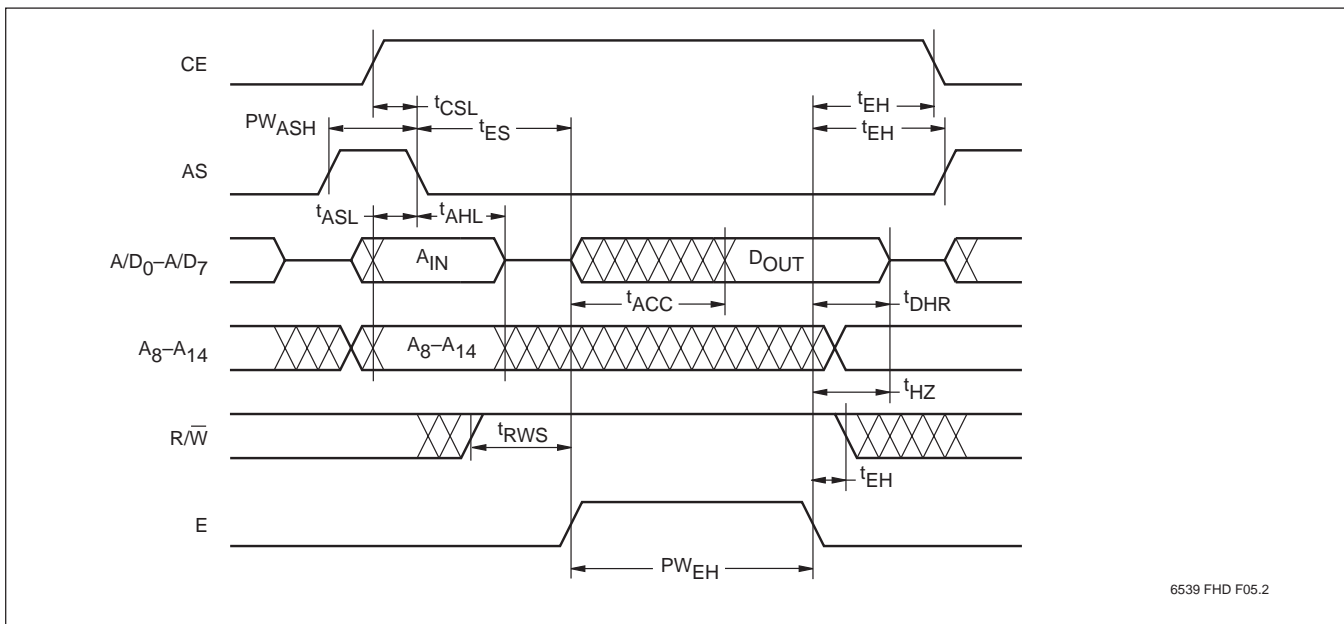 CE
tCSL
tEH
PWASH
tES
tEH
AS
tASL
tAHL
A/D0–A/D7
AIN
DOUT
tACC
tDHR
A8–A14
A8–A14
tHZ
R/W̅
tRWS
tEH
E
PWEH
6539 FHD F05.2